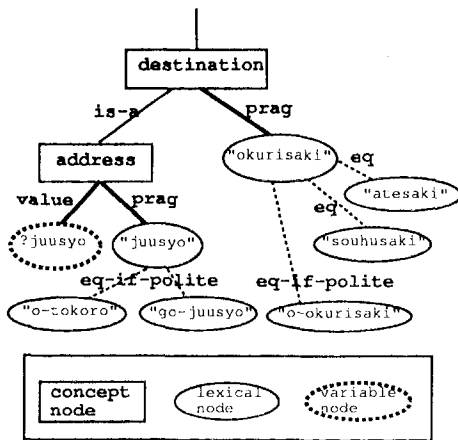 destination
is-a prag
address
"okurisaki"
eq
"atesaki"
value prag
eq
?juusyo "juusyo"
"souhusaki"
eq-if-polite eq-if-polite
"o-tokoro" "go-juusyo" "o-okurisaki"
concept node
lexical node
variable node